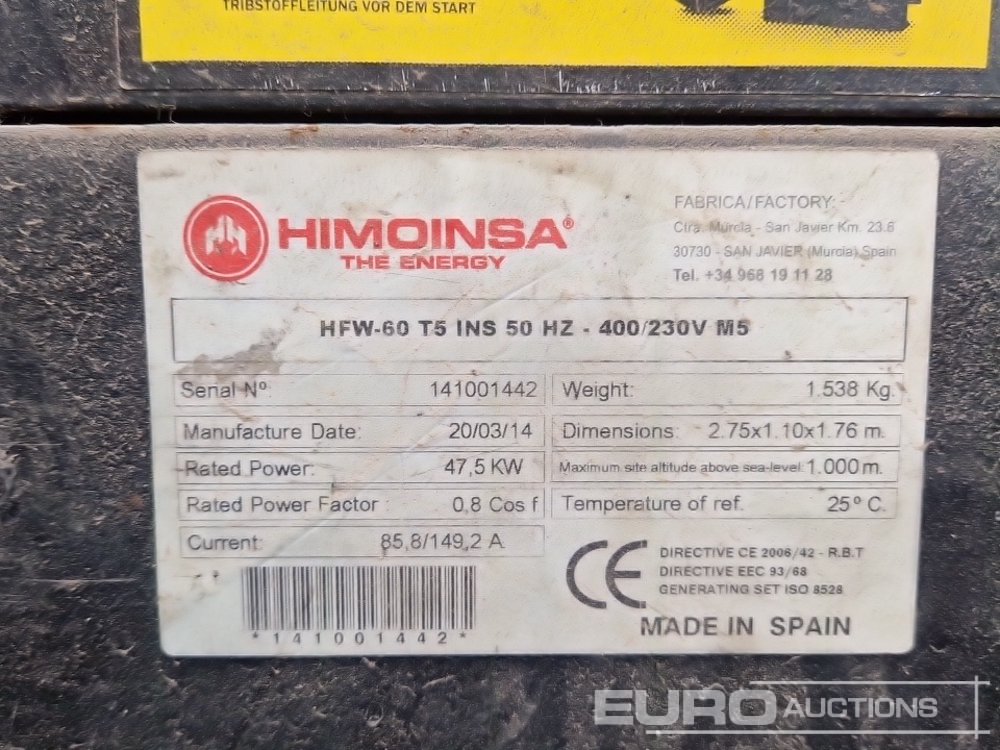 TRIBSTOFFLEITUNG VOR DEM START
HIMOINSA®
THE ENERGY
FABRICA/FACTORY: -
Ctra. Murcia - San Javier Km. 23.6
30730 - SAN JAVIER (Murcia) Spain
Tel. +34 968 19 11 28
HFW-60 T5 INS 50 HZ - 400/230V M5
Serial Nº: 141001442
Weight: 1.538 Kg.
Manufacture Date: 20/03/14
Dimensions: 2.75x1.10x1.76 m.
Rated Power: 47,5 KW
Maximum site altitude above sea-level: 1.000 m.
Rated Power Factor : 0,8 Cos f
Temperature of ref. 25º C.
Current: 85,8/149,2 A
DIRECTIVE CE 2006/42 - R.B.T
DIRECTIVE EEC 93/68
GENERATING SET ISO 8528
CE
*141001442*
MADE IN SPAIN
EURO AUCTIONS